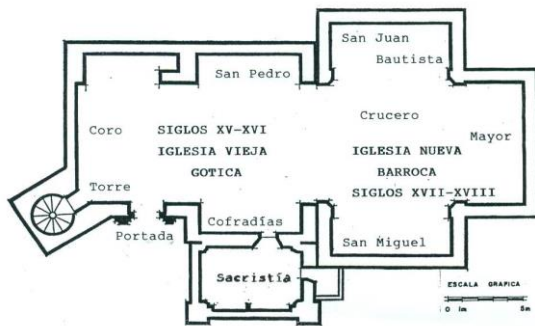 San Juan
Bautista
San Pedro
Crucero
Coro
SIGLOS XV-XVI
IGLESIA VIEJA
GOTICA
IGLESIA NUEVA
BARROCA
SIGLOS XVII-XVIII
Mayor
Torre
Portada
Cofradías
San Miguel
Sacristía
ESCALA GRAFICA
0 1m 5m